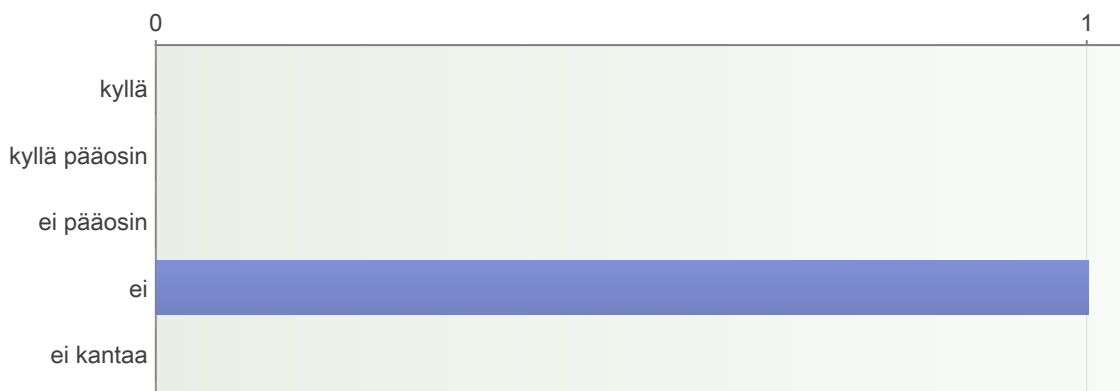 0 1
kyllä
kyllä pääosin
ei pääosin
ei
ei kantaa